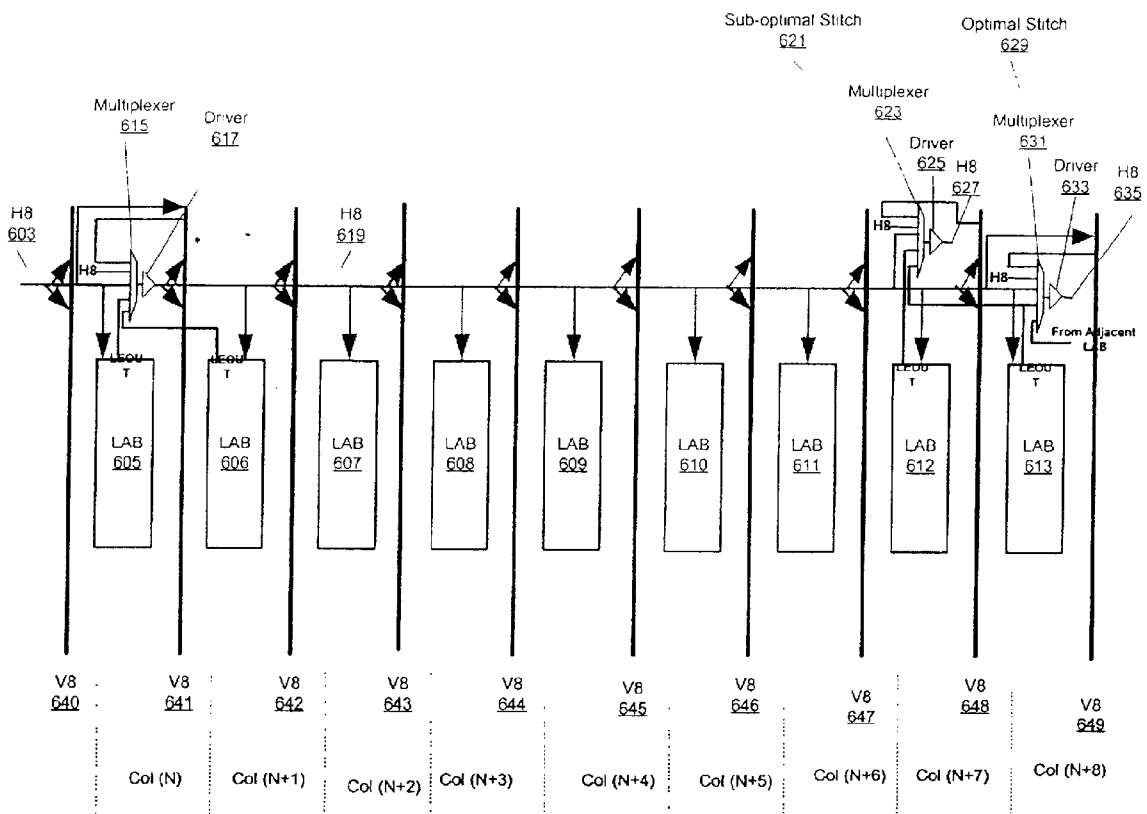 Sub-optimal Stitch
621
Optimal Stitch
629
Multiplexer
615
Driver
617
Multiplexer
623
Driver
625
H8
627
Multiplexer
631
Driver
633
H8
635
H8
603
H8
619
H8
H8
H8
From Adjacent
LAB
LEOU
T
LEOU
T
LEOU
T
LEOU
T
LAB
605
LAB
606
LAB
607
LAB
608
LAB
609
LAB
610
LAB
611
LAB
612
LAB
613
V8
640
V8
641
V8
642
V8
643
V8
644
V8
645
V8
646
V8
647
V8
648
V8
649
Col (N)
Col (N+1)
Col (N+2)
Col (N+3)
Col (N+4)
Col (N+5)
Col (N+6)
Col (N+7)
Col (N+8)